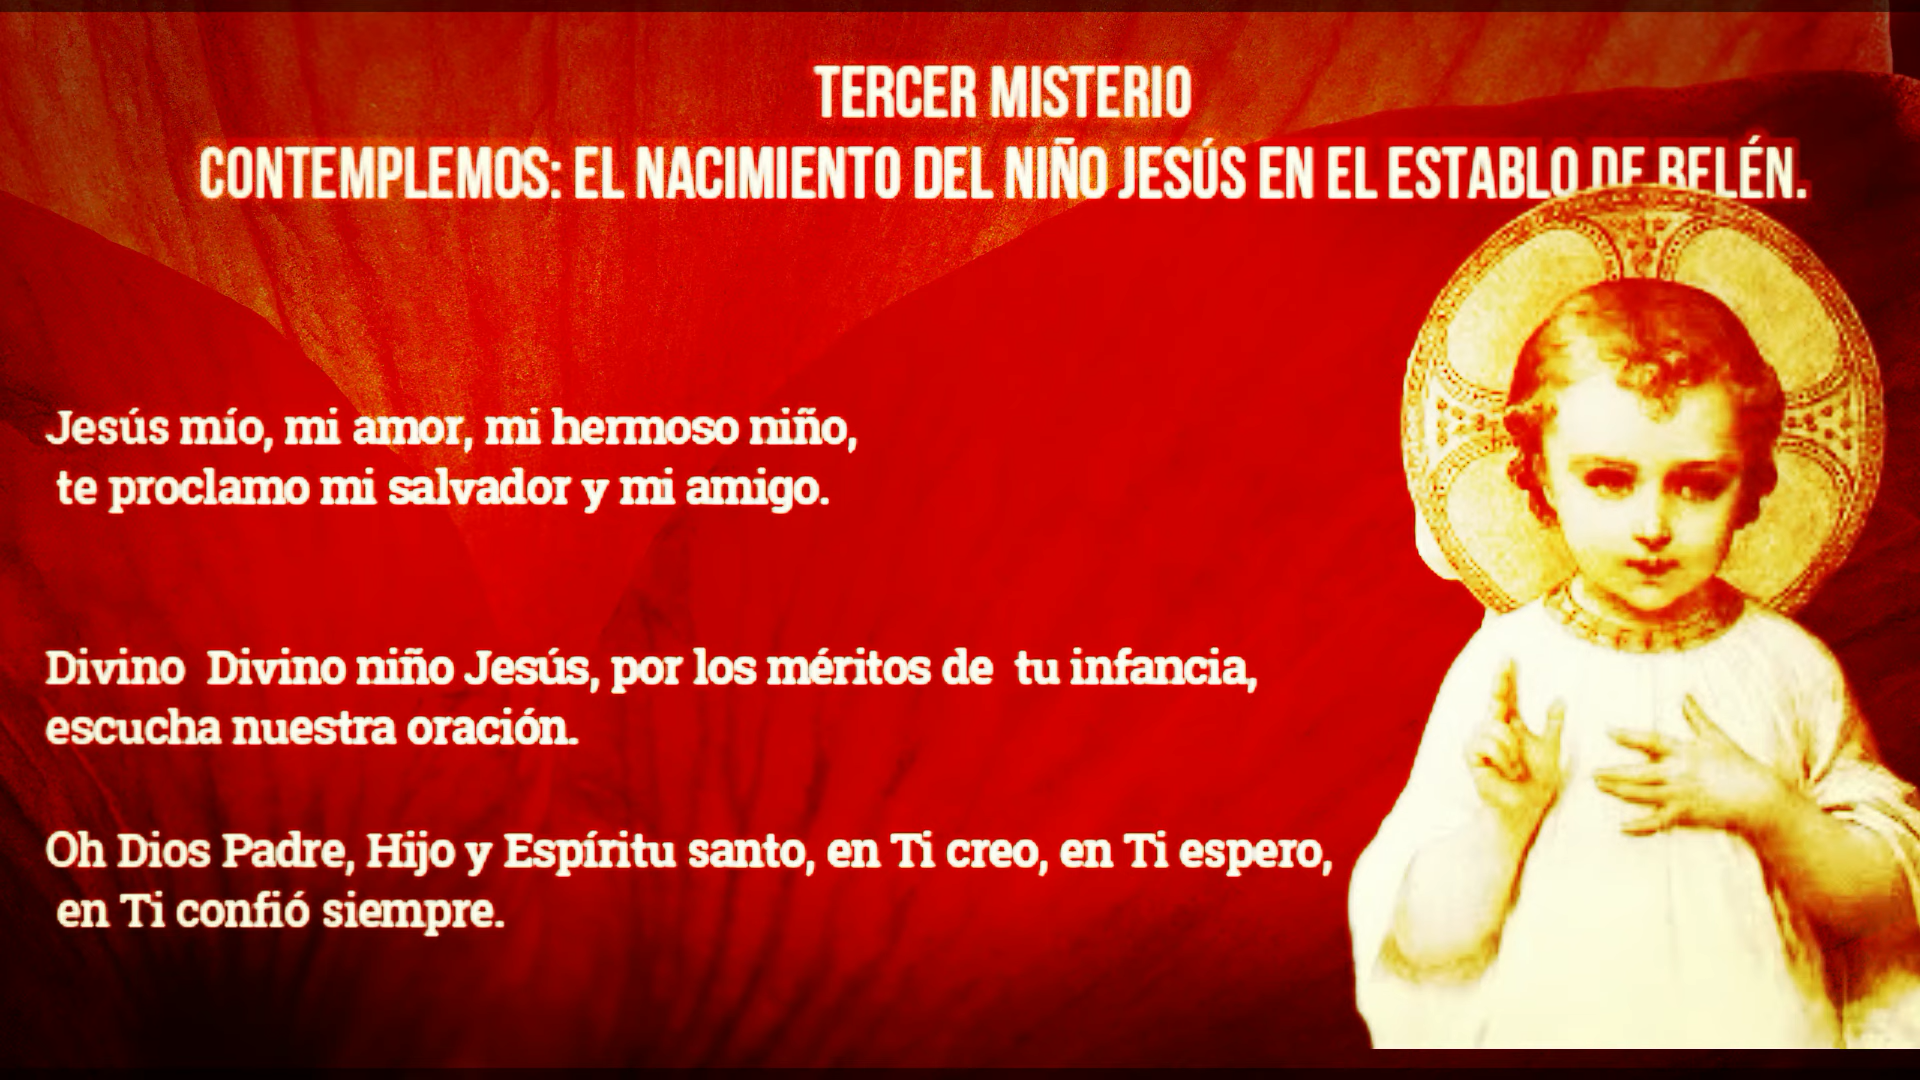 TERCER MISTERIO
CONTEMPLEMOS: EL NACIMIENTO DEL NIÑO JESÚS EN EL ESTABLO DE BELÉN.
Jesús mío, mi amor, mi hermoso niño,
te proclamo mi salvador y mi amigo.
Divino Divino niño Jesús, por los méritos de tu infancia,
escucha nuestra oración.
Oh Dios Padre, Hijo y Espíritu santo, en Ti creo, en Ti espero,
en Ti confió siempre.